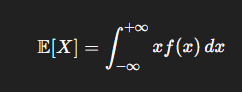 𝔼[X] = ∫_{-∞}^{+∞} x f(x) dx